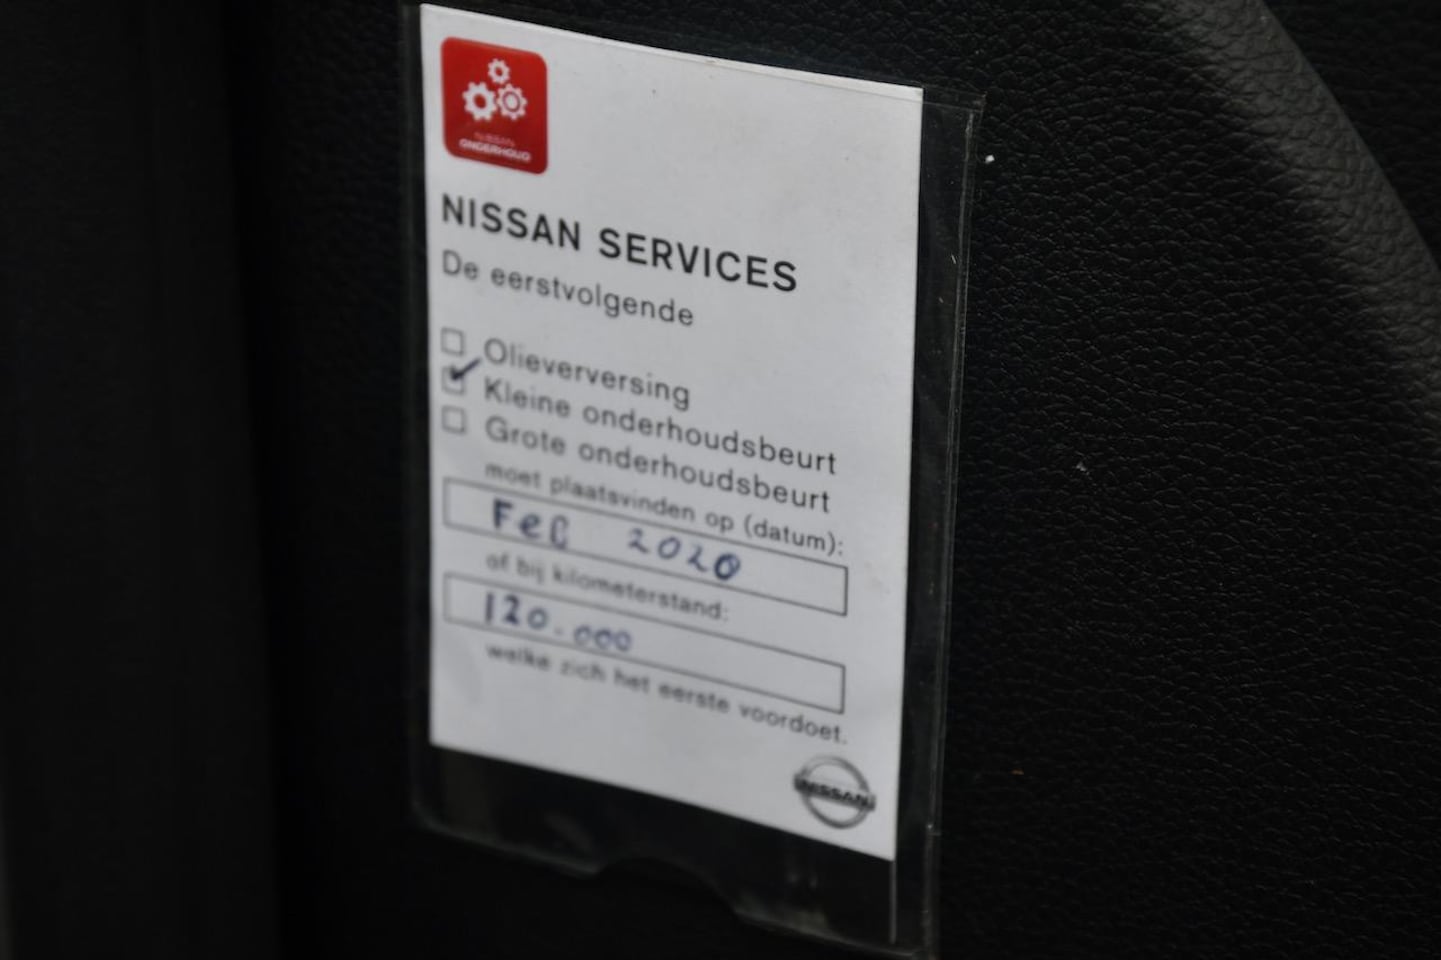 NISSAN
ONDERHOUD
NISSAN SERVICES
De eerstvolgende
Olieverversing
Kleine onderhoudsbeurt
Grote onderhoudsbeurt
moet plaatsvinden op (datum):
FeB 2020
of bij kilometerstand:
120.000
welke zich het eerste voordoet.
NISSAN